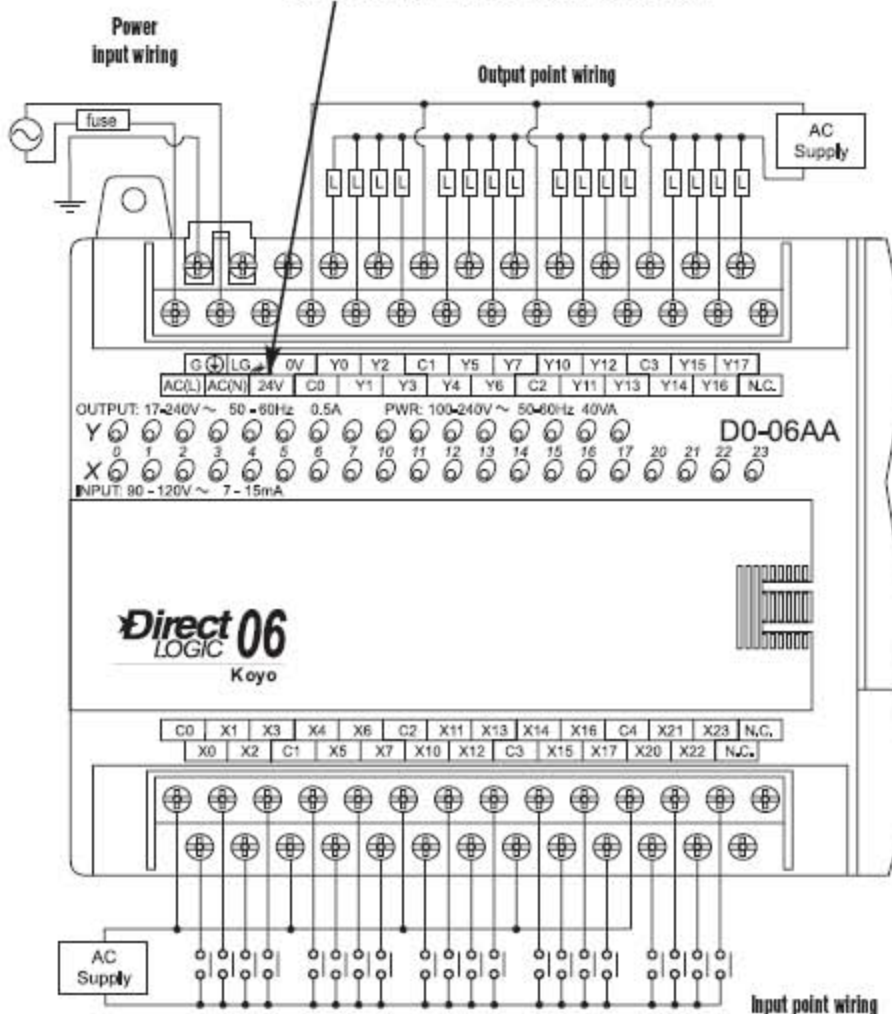 Power
input wiring
Output point wiring
fuse
AC
Supply
L L L L L L L L L L L L L L L L
G LG 0V Y0 Y2 C1 Y5 Y7 Y10 Y12 C3 Y15 Y17
AC(L) AC(N) 24V C0 Y1 Y3 Y4 Y6 C2 Y11 Y13 Y14 Y16 N.C.
OUTPUT: 17-240V ~ 50-60Hz 0.5A PWR: 100-240V ~ 50-60Hz 40VA
Y D0-06AA
0 1 2 3 4 5 6 7 10 11 12 13 14 15 16 17 20 21 22 23
X
INPUT: 90-120V ~ 7-15mA
Direct 06
LOGIC
Koyo
C0 X1 X3 X4 X6 C2 X11 X13 X14 X16 C4 X21 X23 N.C.
X0 X2 C1 X5 X7 X10 X12 C3 X15 X17 X20 X22 N.C.
AC
Supply
Input point wiring